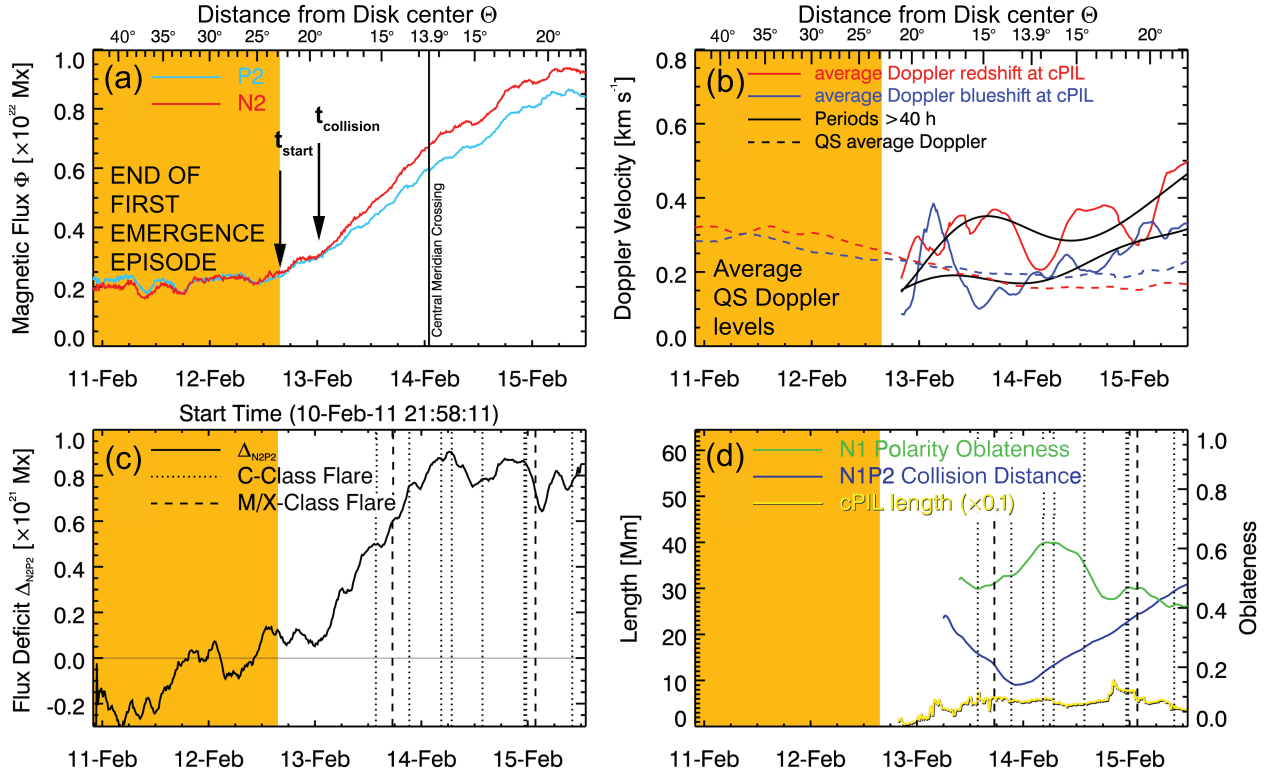 Distance from Disk center Θ
40° 35° 30° 25° 20° 15° 13.9° 15° 20°
(a)
P2
N2
t_start
t_collision
END OF
FIRST
EMERGENCE
EPISODE
Central Meridian Crossing
Magnetic Flux Φ [×10²² Mx]
1.0
0.8
0.6
0.4
0.2
0.0
11-Feb 12-Feb 13-Feb 14-Feb 15-Feb
Start Time (10-Feb-11 21:58:11)
Distance from Disk center Θ
40° 35° 30° 25° 20° 15° 13.9° 15° 20°
(b)
average Doppler redshift at cPIL
average Doppler blueshift at cPIL
Periods >40 h
QS average Doppler
Average
QS Doppler
levels
Doppler Velocity [km s⁻¹]
0.8
0.6
0.4
0.2
0.0
11-Feb 12-Feb 13-Feb 14-Feb 15-Feb
(c)
Δ_N2P2
C-Class Flare
M/X-Class Flare
Flux Deficit Δ_N2P2 [×10²¹ Mx]
1.0
0.8
0.6
0.4
0.2
0.0
-0.2
11-Feb 12-Feb 13-Feb 14-Feb 15-Feb
(d)
N1 Polarity Oblateness
N1P2 Collision Distance
cPIL length (×0.1)
Length [Mm]
60
50
40
30
20
10
0
Oblateness
1.0
0.8
0.6
0.4
0.2
0.0
11-Feb 12-Feb 13-Feb 14-Feb 15-Feb